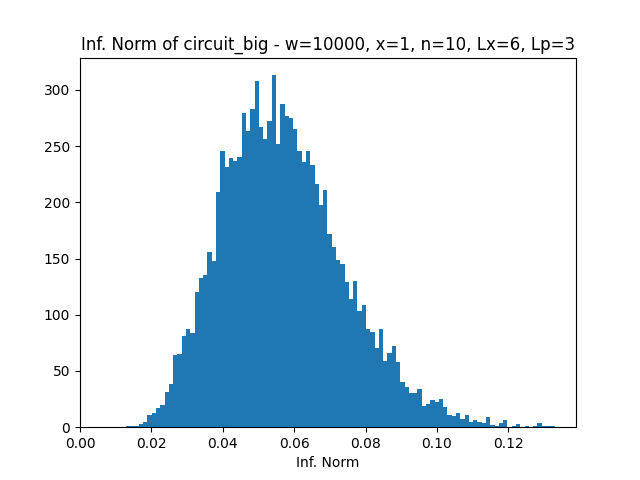 Inf. Norm of circuit_big - w=10000, x=1, n=10, Lx=6, Lp=3
300
250
200
150
100
50
0
0.00 0.02 0.04 0.06 0.08 0.10 0.12
Inf. Norm